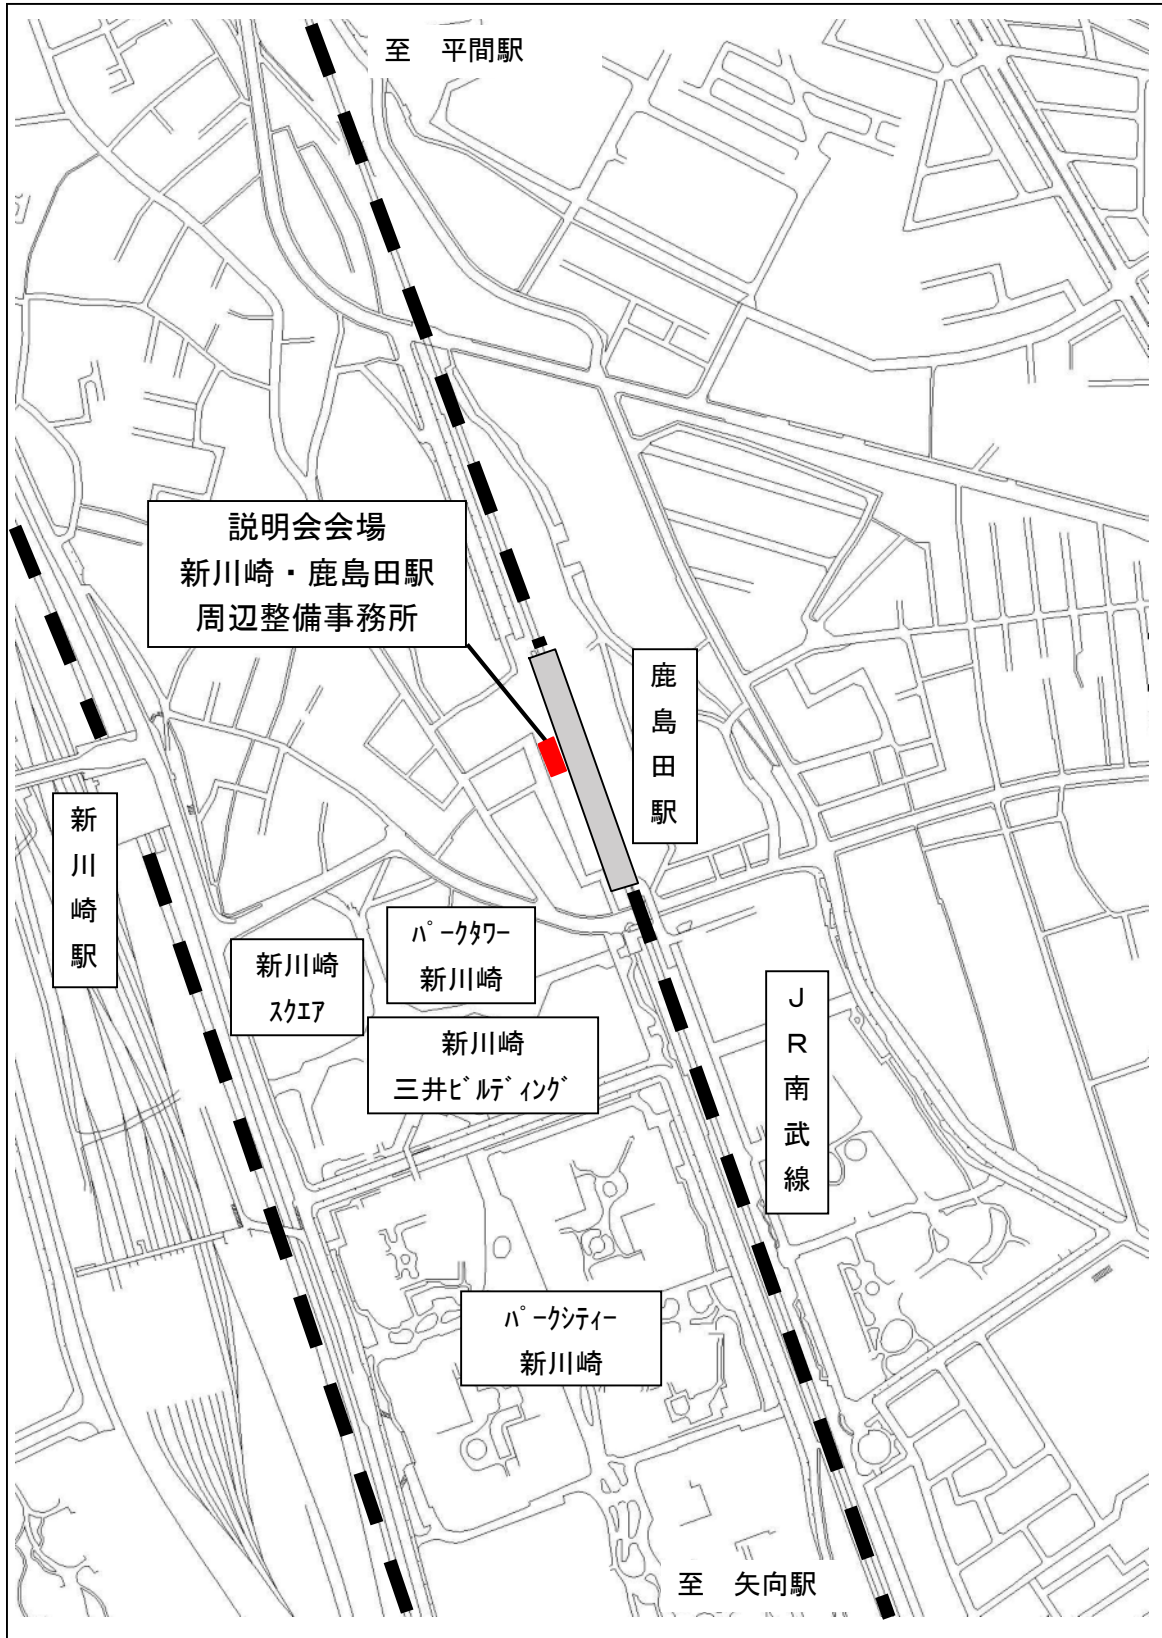 至　平間駅
説明会会場
新川崎・鹿島田駅
周辺整備事務所
鹿島田駅
新川崎駅
ﾊﾟｰｸﾀﾜｰ
新川崎
新川崎
ｽｸｴｱ
新川崎
三井ﾋﾞﾙﾃﾞｨﾝｸﾞ
ＪＲ南武線
ﾊﾟｰｸｼﾃｨｰ
新川崎
至　矢向駅